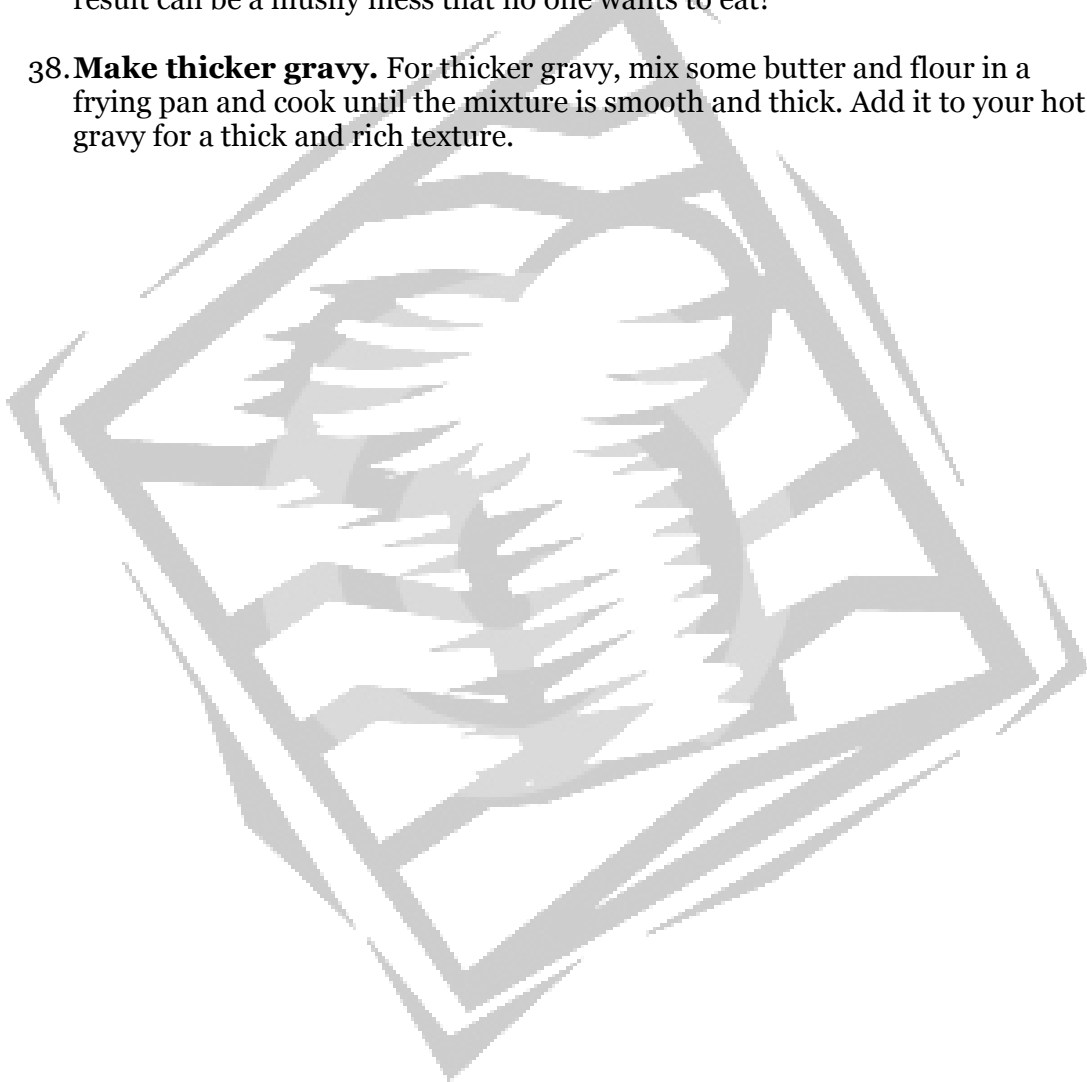 result can be a mushy mess that no one wants to eat!
38.Make thicker gravy. For thicker gravy, mix some butter and flour in a
frying pan and cook until the mixture is smooth and thick. Add it to your hot
gravy for a thick and rich texture.